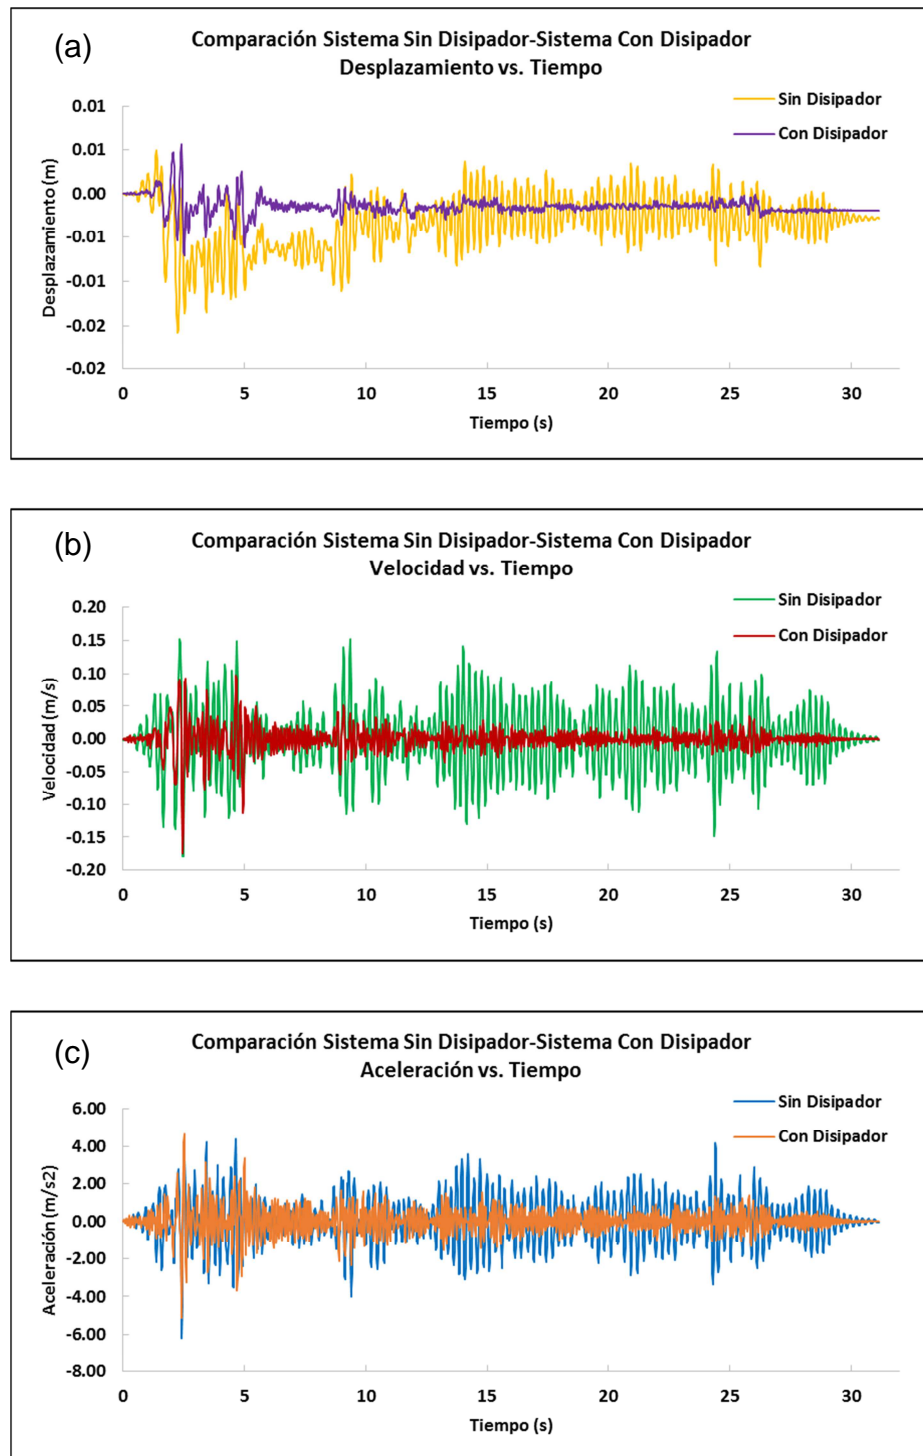 (a)
Comparación Sistema Sin Disipador-Sistema Con Disipador
Desplazamiento vs. Tiempo
Sin Disipador
Con Disipador
0.01
0.01
0.00
-0.01
-0.01
-0.02
-0.02
Desplazamiento (m)
0 5 10 15 20 25 30
Tiempo (s)
(b)
Comparación Sistema Sin Disipador-Sistema Con Disipador
Velocidad vs. Tiempo
Sin Disipador
Con Disipador
0.20
0.15
0.10
0.05
0.00
-0.05
-0.10
-0.15
-0.20
Velocidad (m/s)
0 5 10 15 20 25 30
Tiempo (s)
(c)
Comparación Sistema Sin Disipador-Sistema Con Disipador
Aceleración vs. Tiempo
Sin Disipador
Con Disipador
6.00
4.00
2.00
0.00
-2.00
-4.00
-6.00
-8.00
Aceleración (m/s2)
0 5 10 15 20 25 30
Tiempo (s)